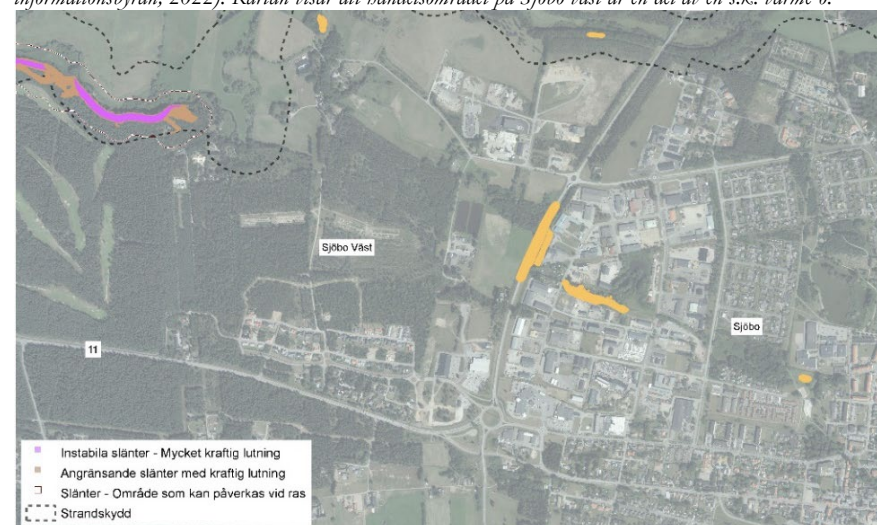 informationsbyrån, 2022). Kartan visar att handelsområdet på Sjöbo väst är en del av en s.k. värme ö.
Sjöbo Väst
Sjöbo
11
Instabila slänter - Mycket kraftig lutning
Angränsande slänter med kraftig lutning
Slänter - Område som kan påverkas vid ras
Strandskydd